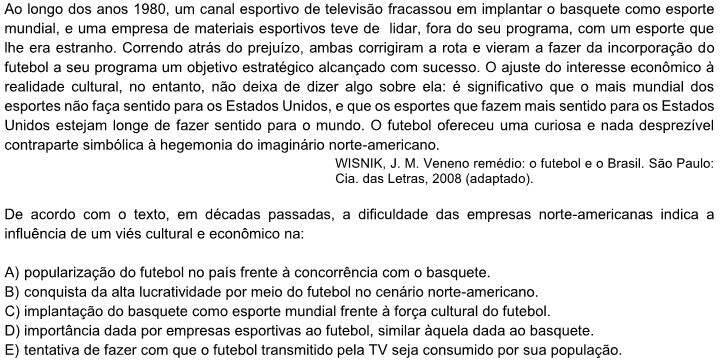 Ao longo dos anos 1980, um canal esportivo de televisão fracassou em implantar o basquete como esporte
mundial, e uma empresa de materiais esportivos teve de lidar, fora do seu programa, com um esporte que
lhe era estranho. Correndo atrás do prejuízo, ambas corrigiram a rota e vieram a fazer da incorporação do
futebol a seu programa um objetivo estratégico alcançado com sucesso. O ajuste do interesse econômico à
realidade cultural, no entanto, não deixa de dizer algo sobre ela: é significativo que o mais mundial dos
esportes não faça sentido para os Estados Unidos, e que os esportes que fazem mais sentido para os Estados
Unidos estejam longe de fazer sentido para o mundo. O futebol ofereceu uma curiosa e nada desprezível
contraparte simbólica à hegemonia do imaginário norte-americano.
WISNIK, J. M. Veneno remédio: o futebol e o Brasil. São Paulo:
Cia. das Letras, 2008 (adaptado).
De acordo com o texto, em décadas passadas, a dificuldade das empresas norte-americanas indica a
influência de um viés cultural e econômico na:
A) popularização do futebol no país frente à concorrência com o basquete.
B) conquista da alta lucratividade por meio do futebol no cenário norte-americano.
C) implantação do basquete como esporte mundial frente à força cultural do futebol.
D) importância dada por empresas esportivas ao futebol, similar àquela dada ao basquete.
E) tentativa de fazer com que o futebol transmitido pela TV seja consumido por sua população.